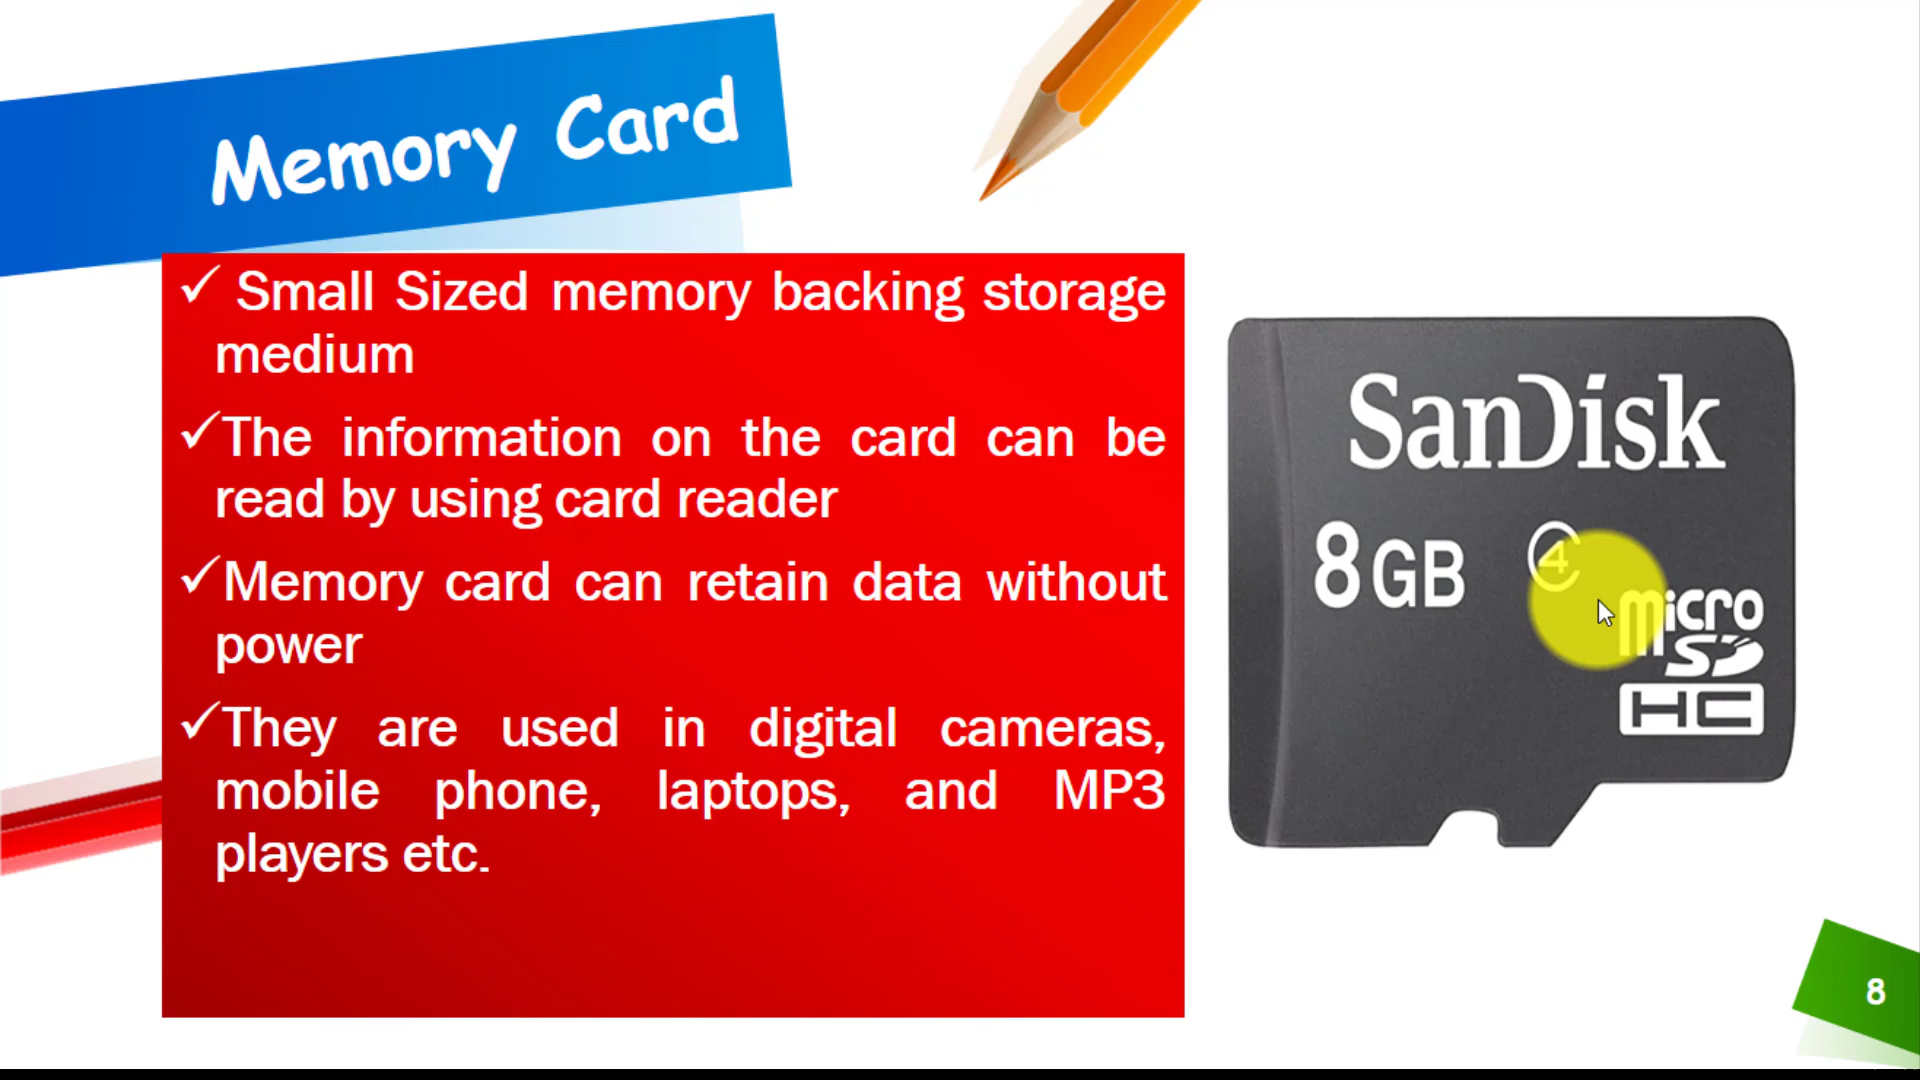 Memory Card
✓ Small Sized memory backing storage
medium
✓The information on the card can be
read by using card reader
✓Memory card can retain data without
power
✓They are used in digital cameras,
mobile phone, laptops, and MP3
players etc.
SanDisk
8 GB 4
micro
SD
HC
8